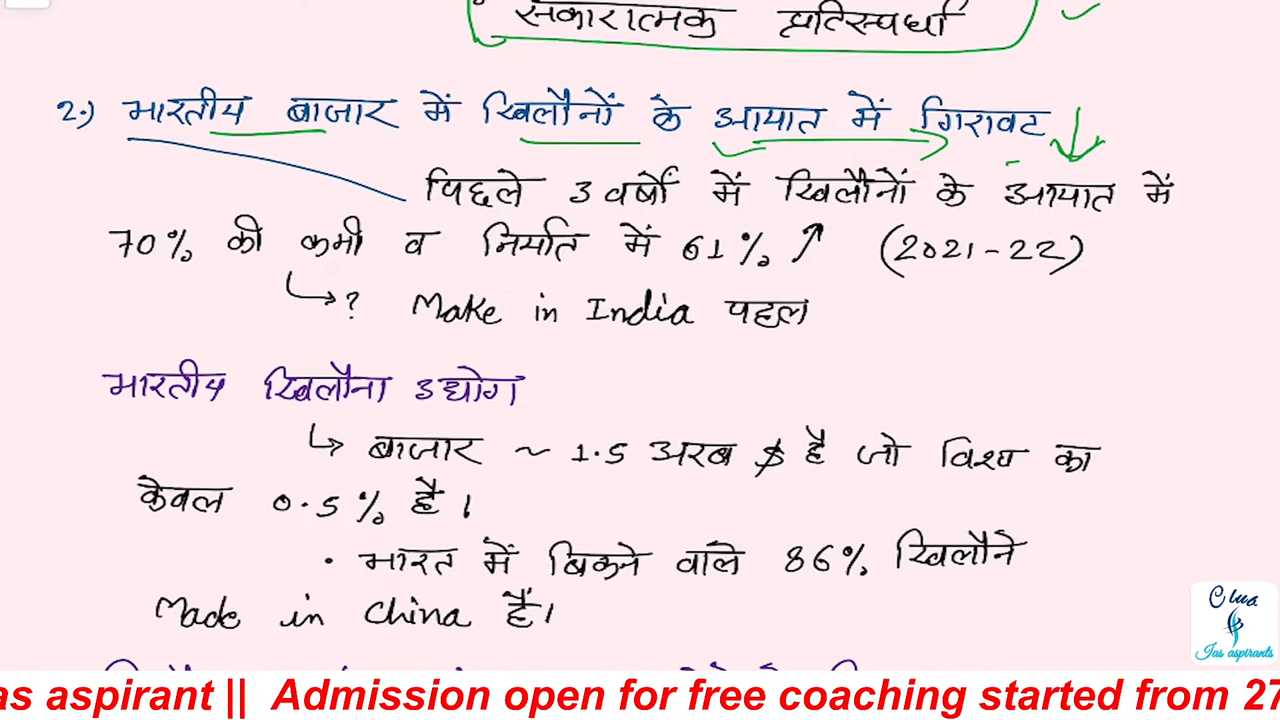 सकारात्मक प्रतिस्पर्धा
2.) भारतीय बाजार में खिलौनों के आयात में गिरावट ↓
पिछले 3 वर्षों में खिलौनों के आयात में
70% की कमी व निर्यात में 61% ↑ (2021-22)
↳ ? Make in India पहल
भारतीय खिलौना उद्योग
↳ बाजार ~ 1.5 अरब $ है जो विश्व का
केवल 0.5% है।
• भारत में बिकने वाले 86% खिलौने
Made in China हैं।
Clue
Ias aspirants
as aspirant || Admission open for free coaching started from 27